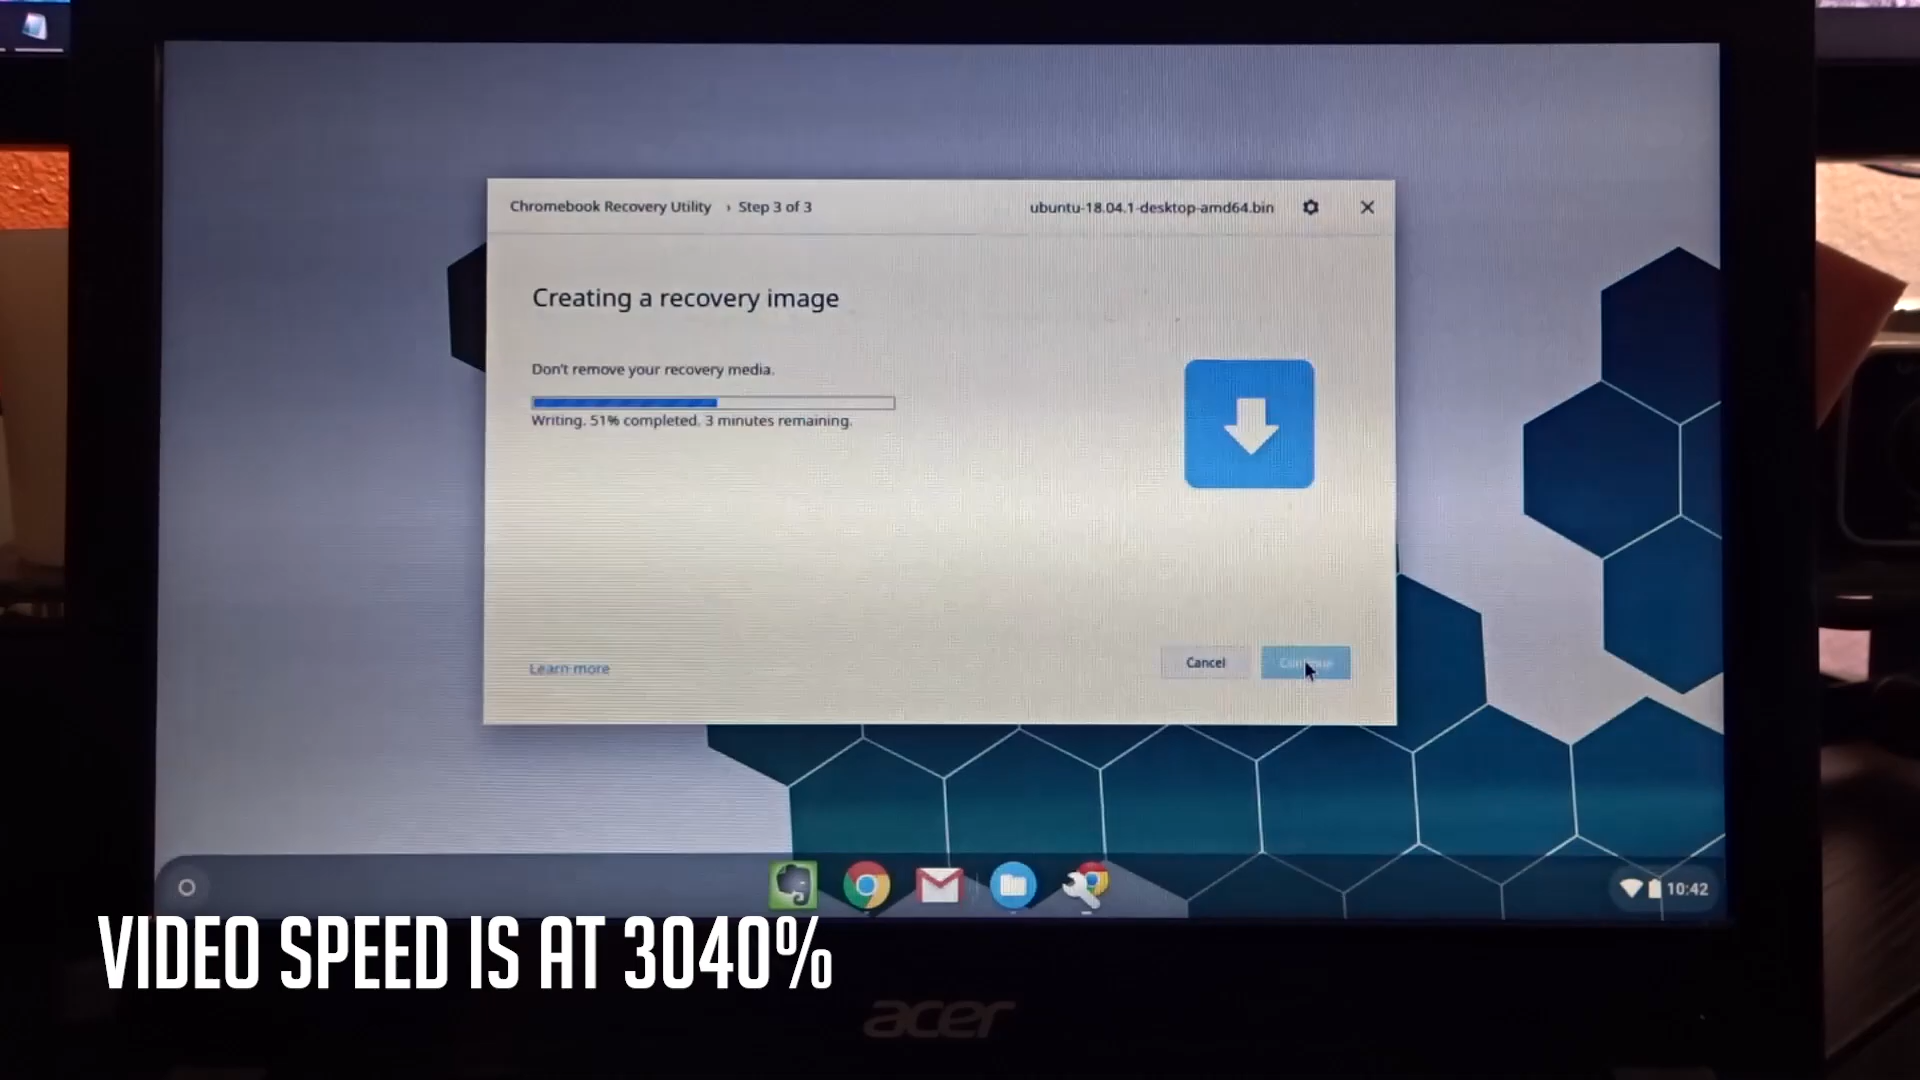 Chromebook Recovery Utility › Step 3 of 3
ubuntu-18.04.1-desktop-amd64.bin
Creating a recovery image
Don't remove your recovery media.
Writing. 51% completed. 3 minutes remaining.
Learn more
Cancel
Continue
10:42
VIDEO SPEED IS AT 3040%
acer